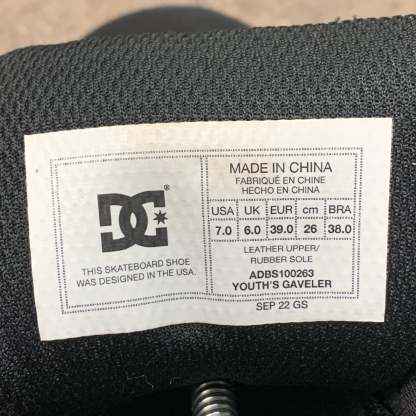 DC®
THIS SKATEBOARD SHOE
WAS DESIGNED IN THE USA.
MADE IN CHINA
FABRIQUÉ EN CHINE
HECHO EN CHINA
USA UK EUR cm BRA
7.0 6.0 39.0 26 38.0
LEATHER UPPER/
RUBBER SOLE
ADBS100263
YOUTH'S GAVELER
SEP 22 GS